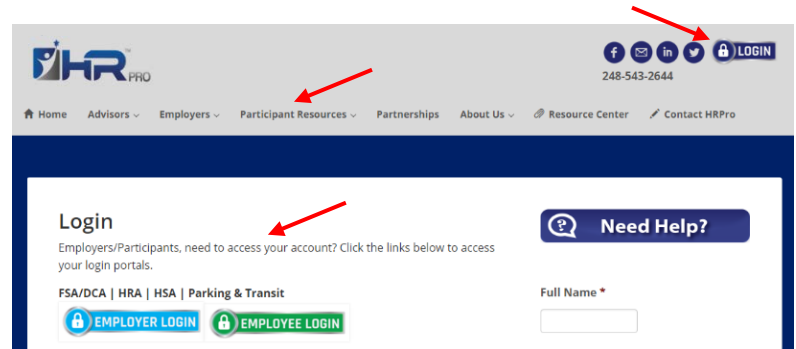 HR PRO
LOGIN
248-543-2644
Home Advisors Employers Participant Resources Partnerships About Us Resource Center Contact HRPro
Login
Employers/Participants, need to access your account? Click the links below to access
your login portals.
FSA/DCA | HRA | HSA | Parking & Transit
EMPLOYER LOGIN EMPLOYEE LOGIN
Need Help?
Full Name *